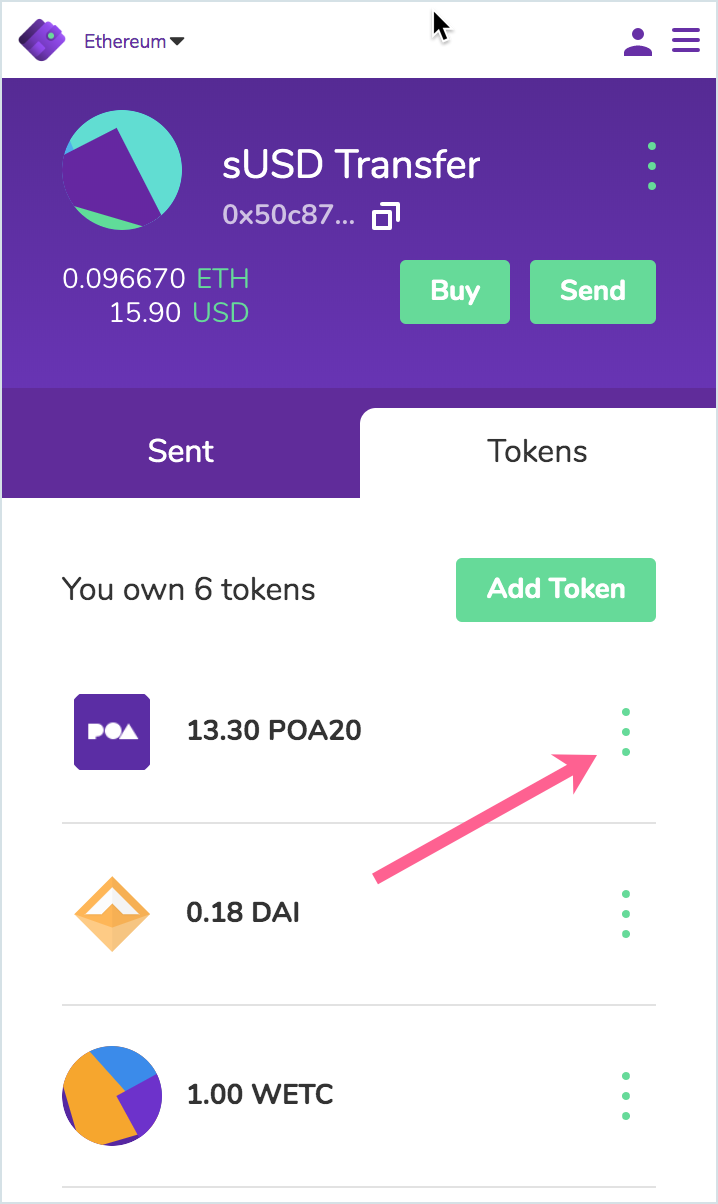 Ethereum
sUSD Transfer
0x50c87...
0.096670 ETH
15.90 USD
Buy
Send
Sent
Tokens
You own 6 tokens
Add Token
POA
13.30 POA20
0.18 DAI
1.00 WETC